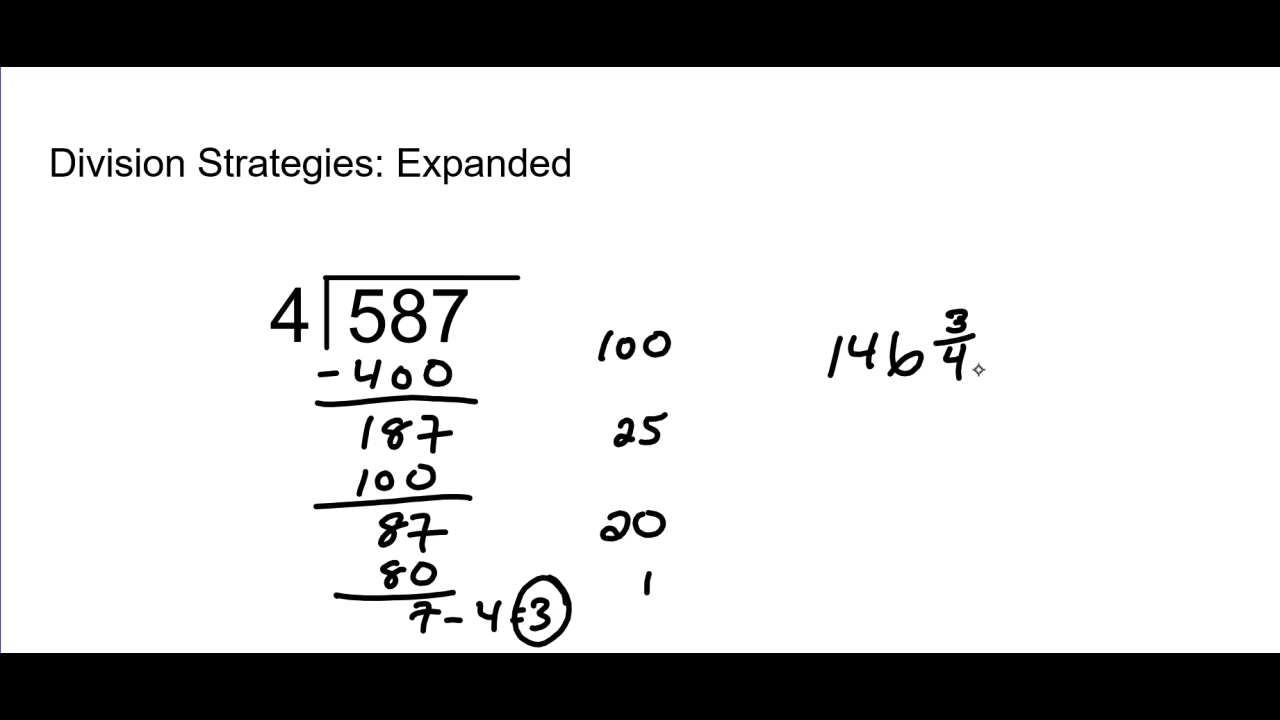 Division Strategies: Expanded
4 587
- 400 100 146 3/4
187 25
100
87 20
80 1
7 - 4 = 3